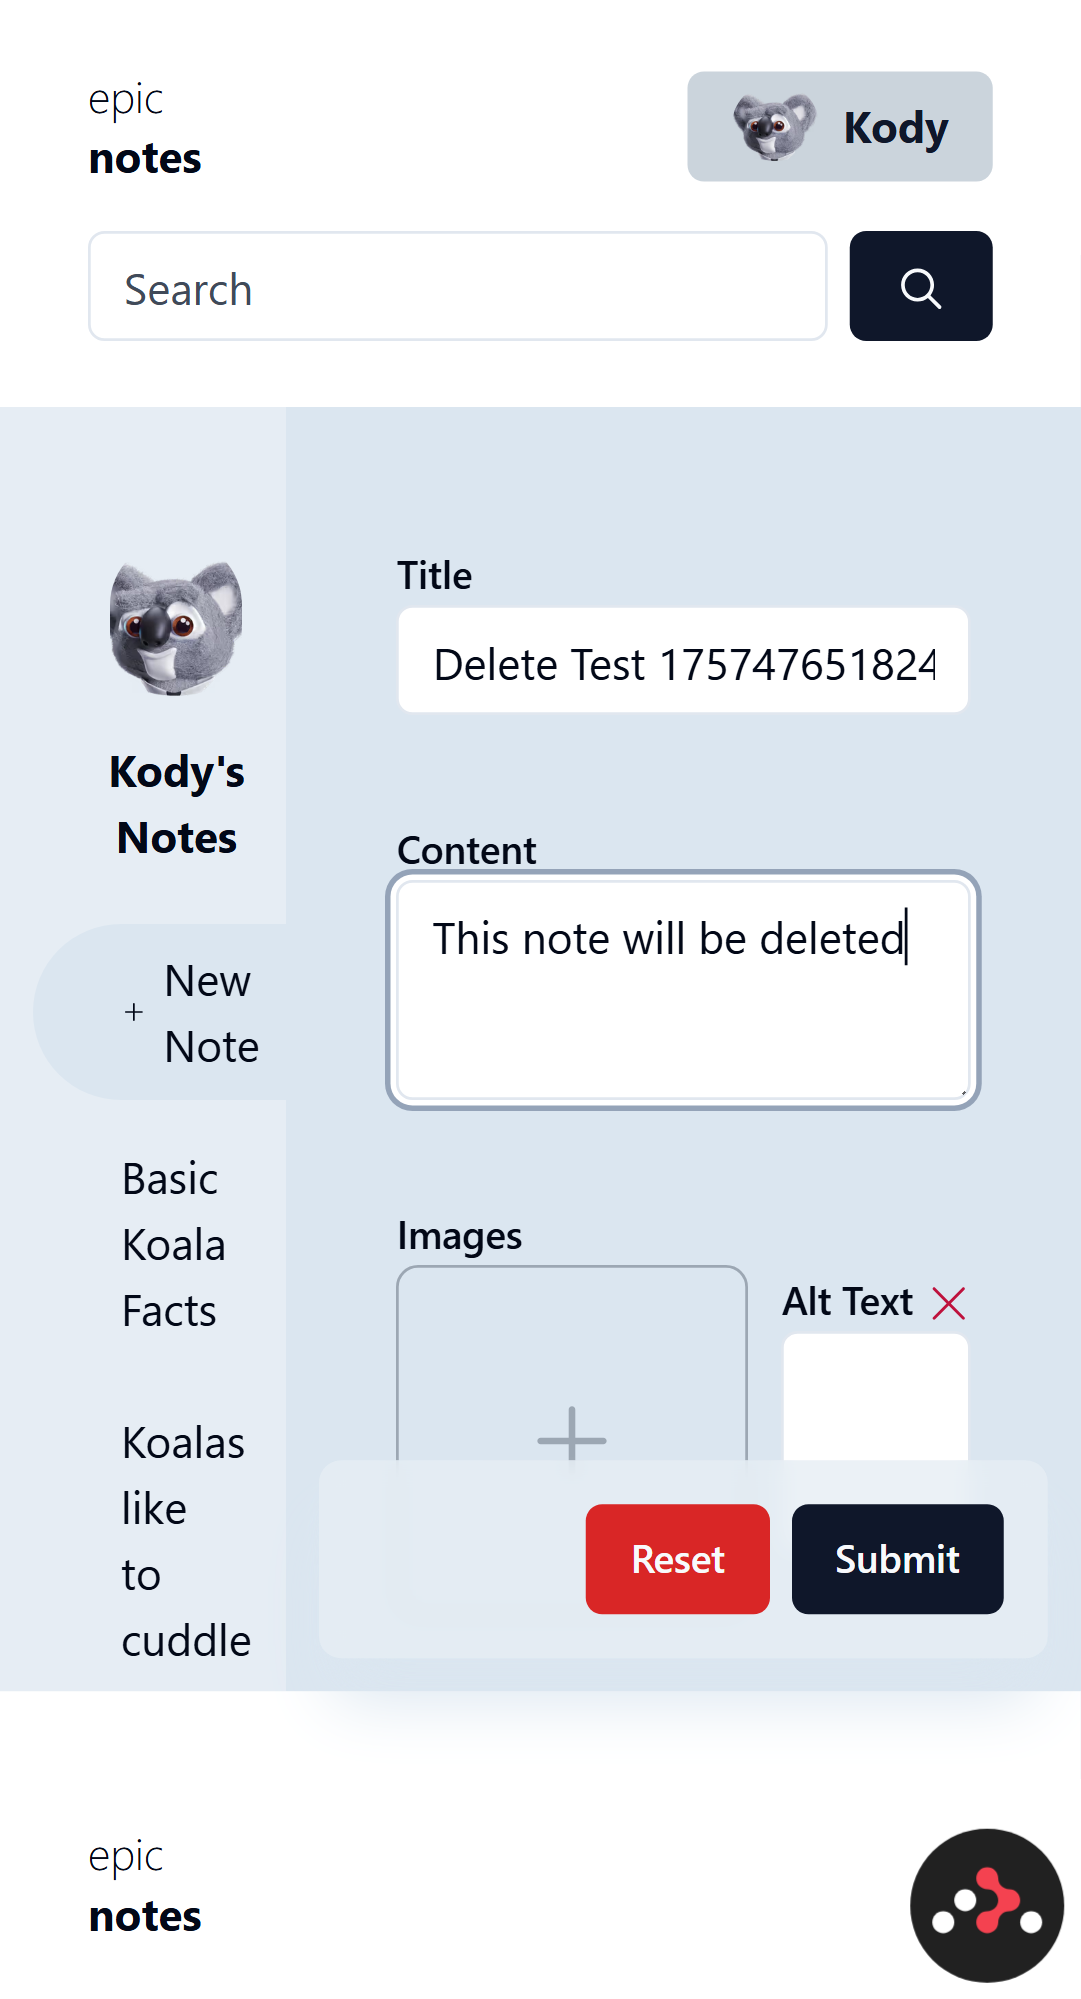 epic
notes
Kody
Search
Kody's
Notes
New
Note
Basic
Koala
Facts
Koalas
like
to
cuddle
Title
Delete Test 175747651824
Content
This note will be deleted
Images
Alt Text
Reset
Submit
epic
notes